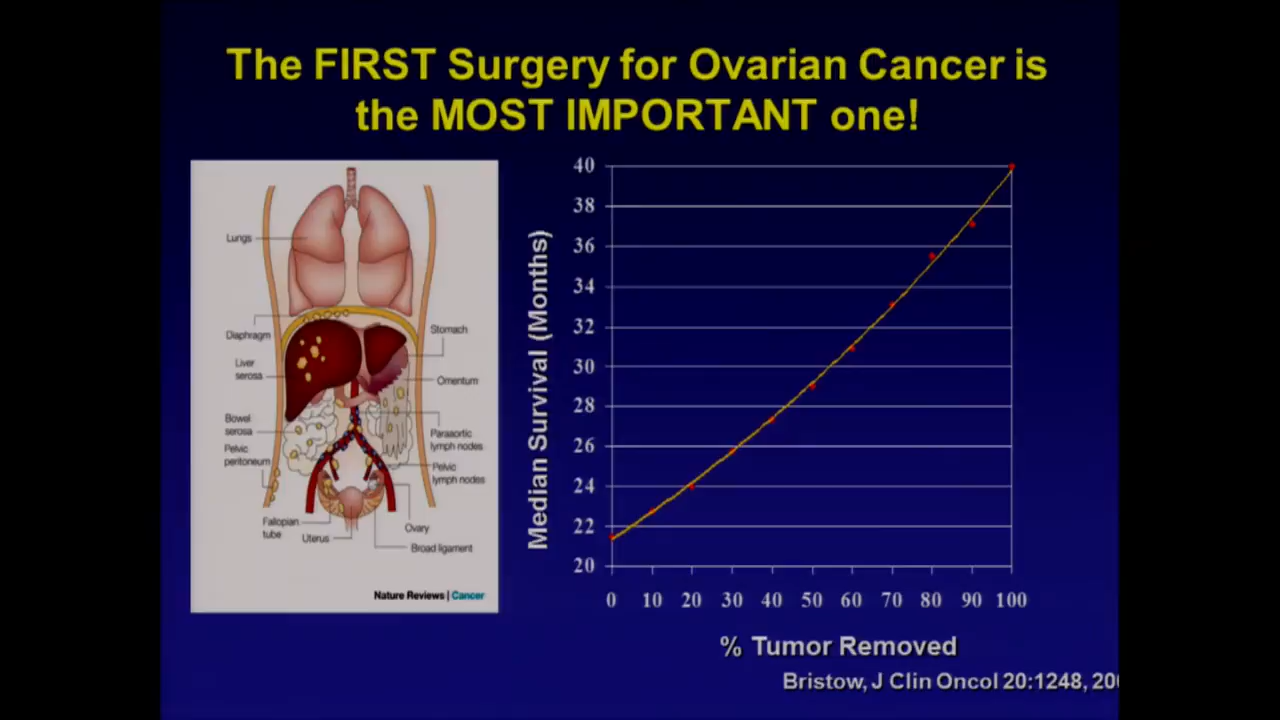 The FIRST Surgery for Ovarian Cancer is
the MOST IMPORTANT one!
Lungs
Diaphragm
Liver
serosa
Bowel
serosa
Pelvic
peritoneum
Fallopian
tube
Uterus
Stomach
Omentum
Paraaortic
lymph nodes
Pelvic
lymph nodes
Ovary
Broad ligament
Nature Reviews | Cancer
Median Survival (Months)
40
38
36
34
32
30
28
26
24
22
20
0 10 20 30 40 50 60 70 80 90 100
% Tumor Removed
Bristow, J Clin Oncol 20:1248,